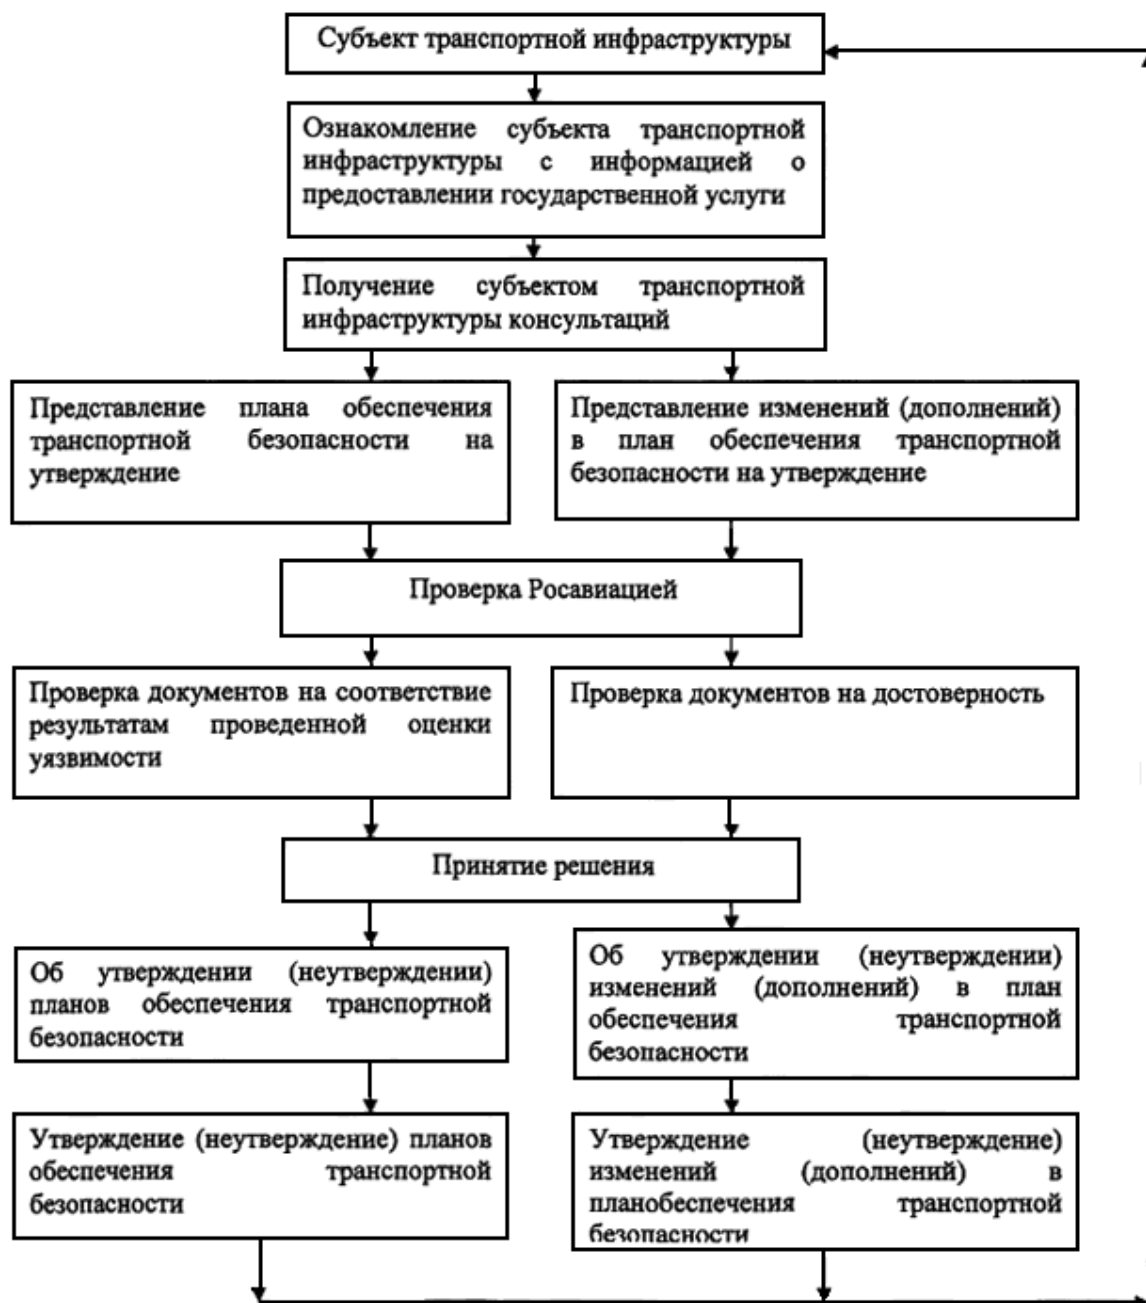 Субъект транспортной инфраструктуры
Ознакомление субъекта транспортной
инфраструктуры с информацией о
предоставлении государственной услуги
Получение субъектом транспортной
инфраструктуры консультаций
Представление плана обеспечения
транспортной безопасности на
утверждение
Представление изменений (дополнений)
в план обеспечения транспортной
безопасности на утверждение
Проверка Росавиацией
Проверка документов на соответствие
результатам проведенной оценки
уязвимости
Проверка документов на достоверность
Принятие решения
Об утверждении (неутверждении)
планов обеспечения транспортной
безопасности
Об утверждении (неутверждении)
изменений (дополнений) в план
обеспечения транспортной
безопасности
Утверждение (неутверждение) планов
обеспечения транспортной
безопасности
Утверждение (неутверждение)
изменений (дополнений) в
планобеспечения транспортной
безопасности